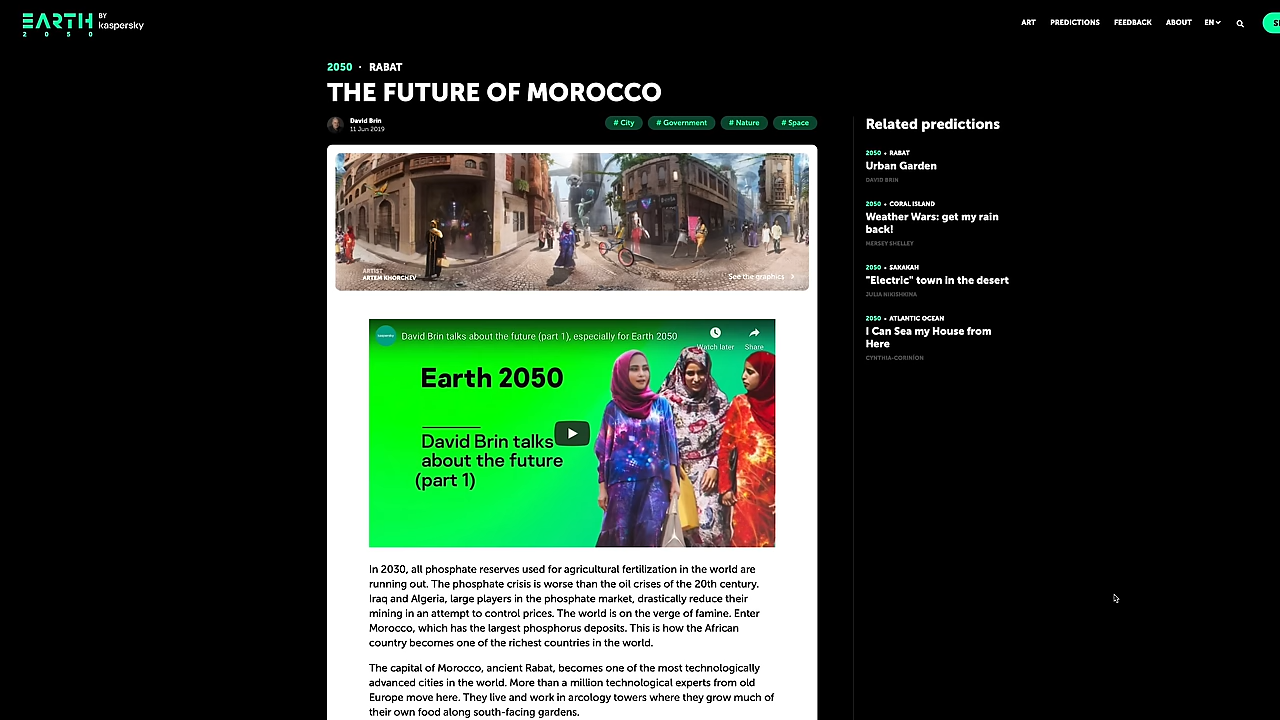 EARTH BY kaspersky
2 0 5 0
ART PREDICTIONS FEEDBACK ABOUT EN
2050 • RABAT
THE FUTURE OF MOROCCO
David Brin
11 Jun 2019
# City # Government # Nature # Space
ARTIST
ARTEM KHORCHEV
See the graphics
David Brin talks about the future (part 1), especially for Earth 2050
Watch later Share
kaspersky
Earth 2050
David Brin talks
about the future
(part 1)
In 2030, all phosphate reserves used for agricultural fertilization in the world are
running out. The phosphate crisis is worse than the oil crises of the 20th century.
Iraq and Algeria, large players in the phosphate market, drastically reduce their
mining in an attempt to control prices. The world is on the verge of famine. Enter
Morocco, which has the largest phosphorus deposits. This is how the African
country becomes one of the richest countries in the world.
The capital of Morocco, ancient Rabat, becomes one of the most technologically
advanced cities in the world. More than a million technological experts from old
Europe move here. They live and work in arcology towers where they grow much of
their own food along south-facing gardens.
Related predictions
2050 • RABAT
Urban Garden
DAVID BRIN
2050 • CORAL ISLAND
Weather Wars: get my rain
back!
MERSEY SHELLEY
2050 • SAKAKAH
"Electric" town in the desert
JULIA NIKISHKINA
2050 • ATLANTIC OCEAN
I Can Sea my House from
Here
CYNTHIA-CORINÏON